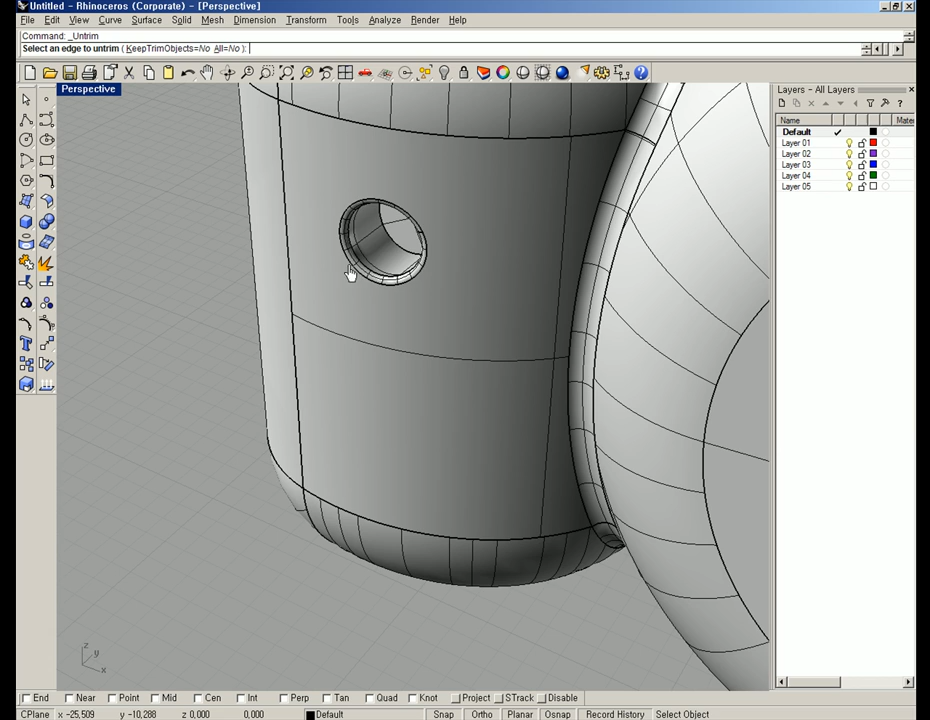 Untitled - Rhinoceros (Corporate) - [Perspective]
File Edit View Curve Surface Solid Mesh Dimension Transform Tools Analyze Render Help
Command: _Untrim
Select an edge to untrim ( KeepTrimObjects=No All=No ):
Perspective
Layers - All Layers
Name Mater
Default
Layer 01
Layer 02
Layer 03
Layer 04
Layer 05
z
y
x
End Near Point Mid Cen Int Perp Tan Quad Knot Project STrack Disable
CPlane x -25,509 y -10,288 z 0,000 0,000 Default Snap Ortho Planar Osnap Record History Select Object